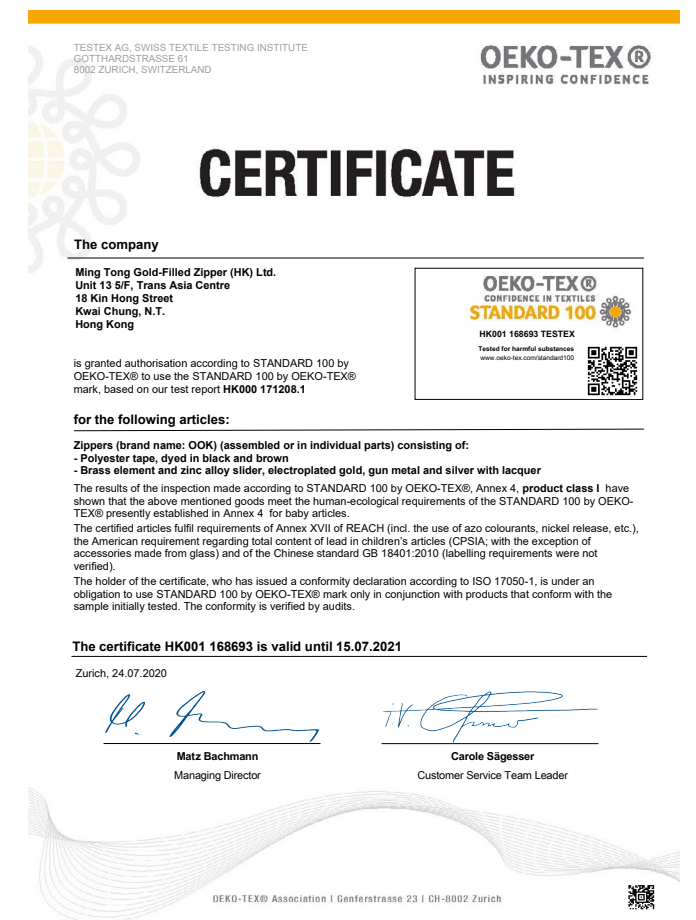 TESTEX AG, SWISS TEXTILE TESTING INSTITUTE
GOTTHARDSTRASSE 61
8002 ZURICH, SWITZERLAND
OEKO-TEX®
INSPIRING CONFIDENCE
CERTIFICATE
The company
Ming Tong Gold-Filled Zipper (HK) Ltd.
Unit 13 5/F, Trans Asia Centre
18 Kin Hong Street
Kwai Chung, N.T.
Hong Kong
OEKO-TEX®
CONFIDENCE IN TEXTILES
STANDARD 100
HK001 168693 TESTEX
Tested for harmful substances
www.oeko-tex.com/standard100
is granted authorisation according to STANDARD 100 by
OEKO-TEX® to use the STANDARD 100 by OEKO-TEX®
mark, based on our test report HK000 171208.1
for the following articles:
Zippers (brand name: OOK) (assembled or in individual parts) consisting of:
- Polyester tape, dyed in black and brown
- Brass element and zinc alloy slider, electroplated gold, gun metal and silver with lacquer
The results of the inspection made according to STANDARD 100 by OEKO-TEX®, Annex 4, product class I have
shown that the above mentioned goods meet the human-ecological requirements of the STANDARD 100 by OEKO-
TEX® presently established in Annex 4 for baby articles.
The certified articles fulfil requirements of Annex XVII of REACH (incl. the use of azo colourants, nickel release, etc.),
the American requirement regarding total content of lead in children's articles (CPSIA; with the exception of
accessories made from glass) and of the Chinese standard GB 18401:2010 (labelling requirements were not
verified).
The holder of the certificate, who has issued a conformity declaration according to ISO 17050-1, is under an
obligation to use STANDARD 100 by OEKO-TEX® mark only in conjunction with products that conform with the
sample initially tested. The conformity is verified by audits.
The certificate HK001 168693 is valid until 15.07.2021
Zurich, 24.07.2020
i.V.
Matz Bachmann
Managing Director
Carole Sägesser
Customer Service Team Leader
OEKO-TEX® Association | Genferstrasse 23 | CH-8002 Zurich